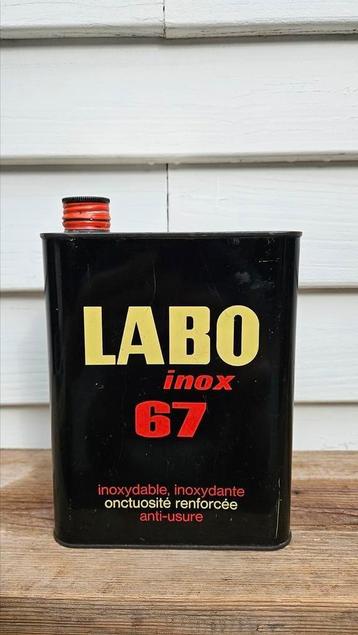 LABO
inox
67
inoxydable, inoxydante
onctuosité renforcée
anti-usure